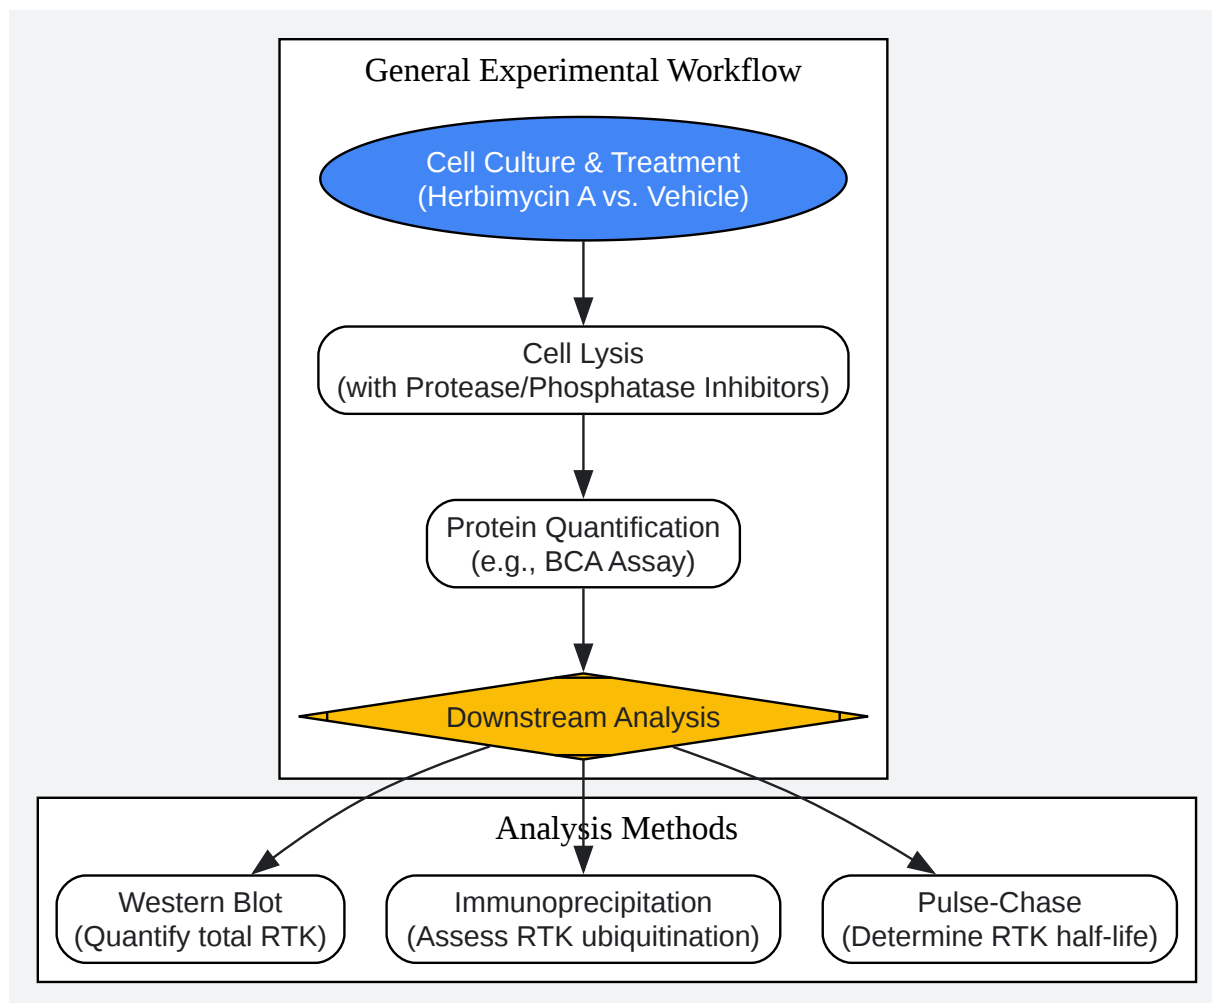 General Experimental Workflow
Cell Culture & Treatment
(Herbimycin A vs. Vehicle)
Cell Lysis
(with Protease/Phosphatase Inhibitors)
Protein Quantification
(e.g., BCA Assay)
Downstream Analysis
Analysis Methods
Western Blot
(Quantify total RTK)
Immunoprecipitation
(Assess RTK ubiquitination)
Pulse-Chase
(Determine RTK half-life)